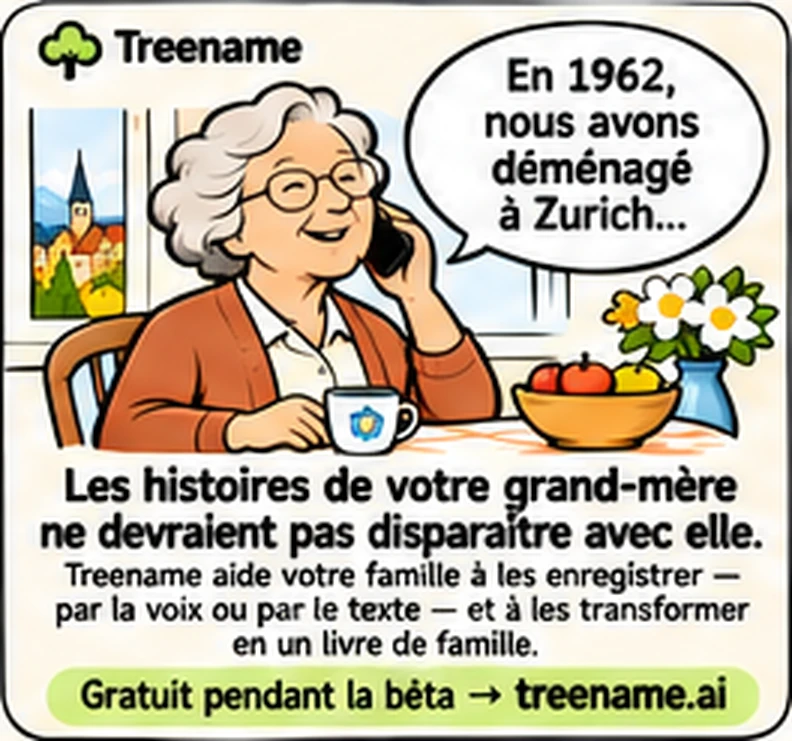 Treename
En 1962,
nous avons
déménagé
à Zurich...
Les histoires de votre grand-mère
ne devraient pas disparaître avec elle.
Treename aide votre famille à les enregistrer —
par la voix ou par le texte — et à les transformer
en un livre de famille.
Gratuit pendant la bêta → treename.ai